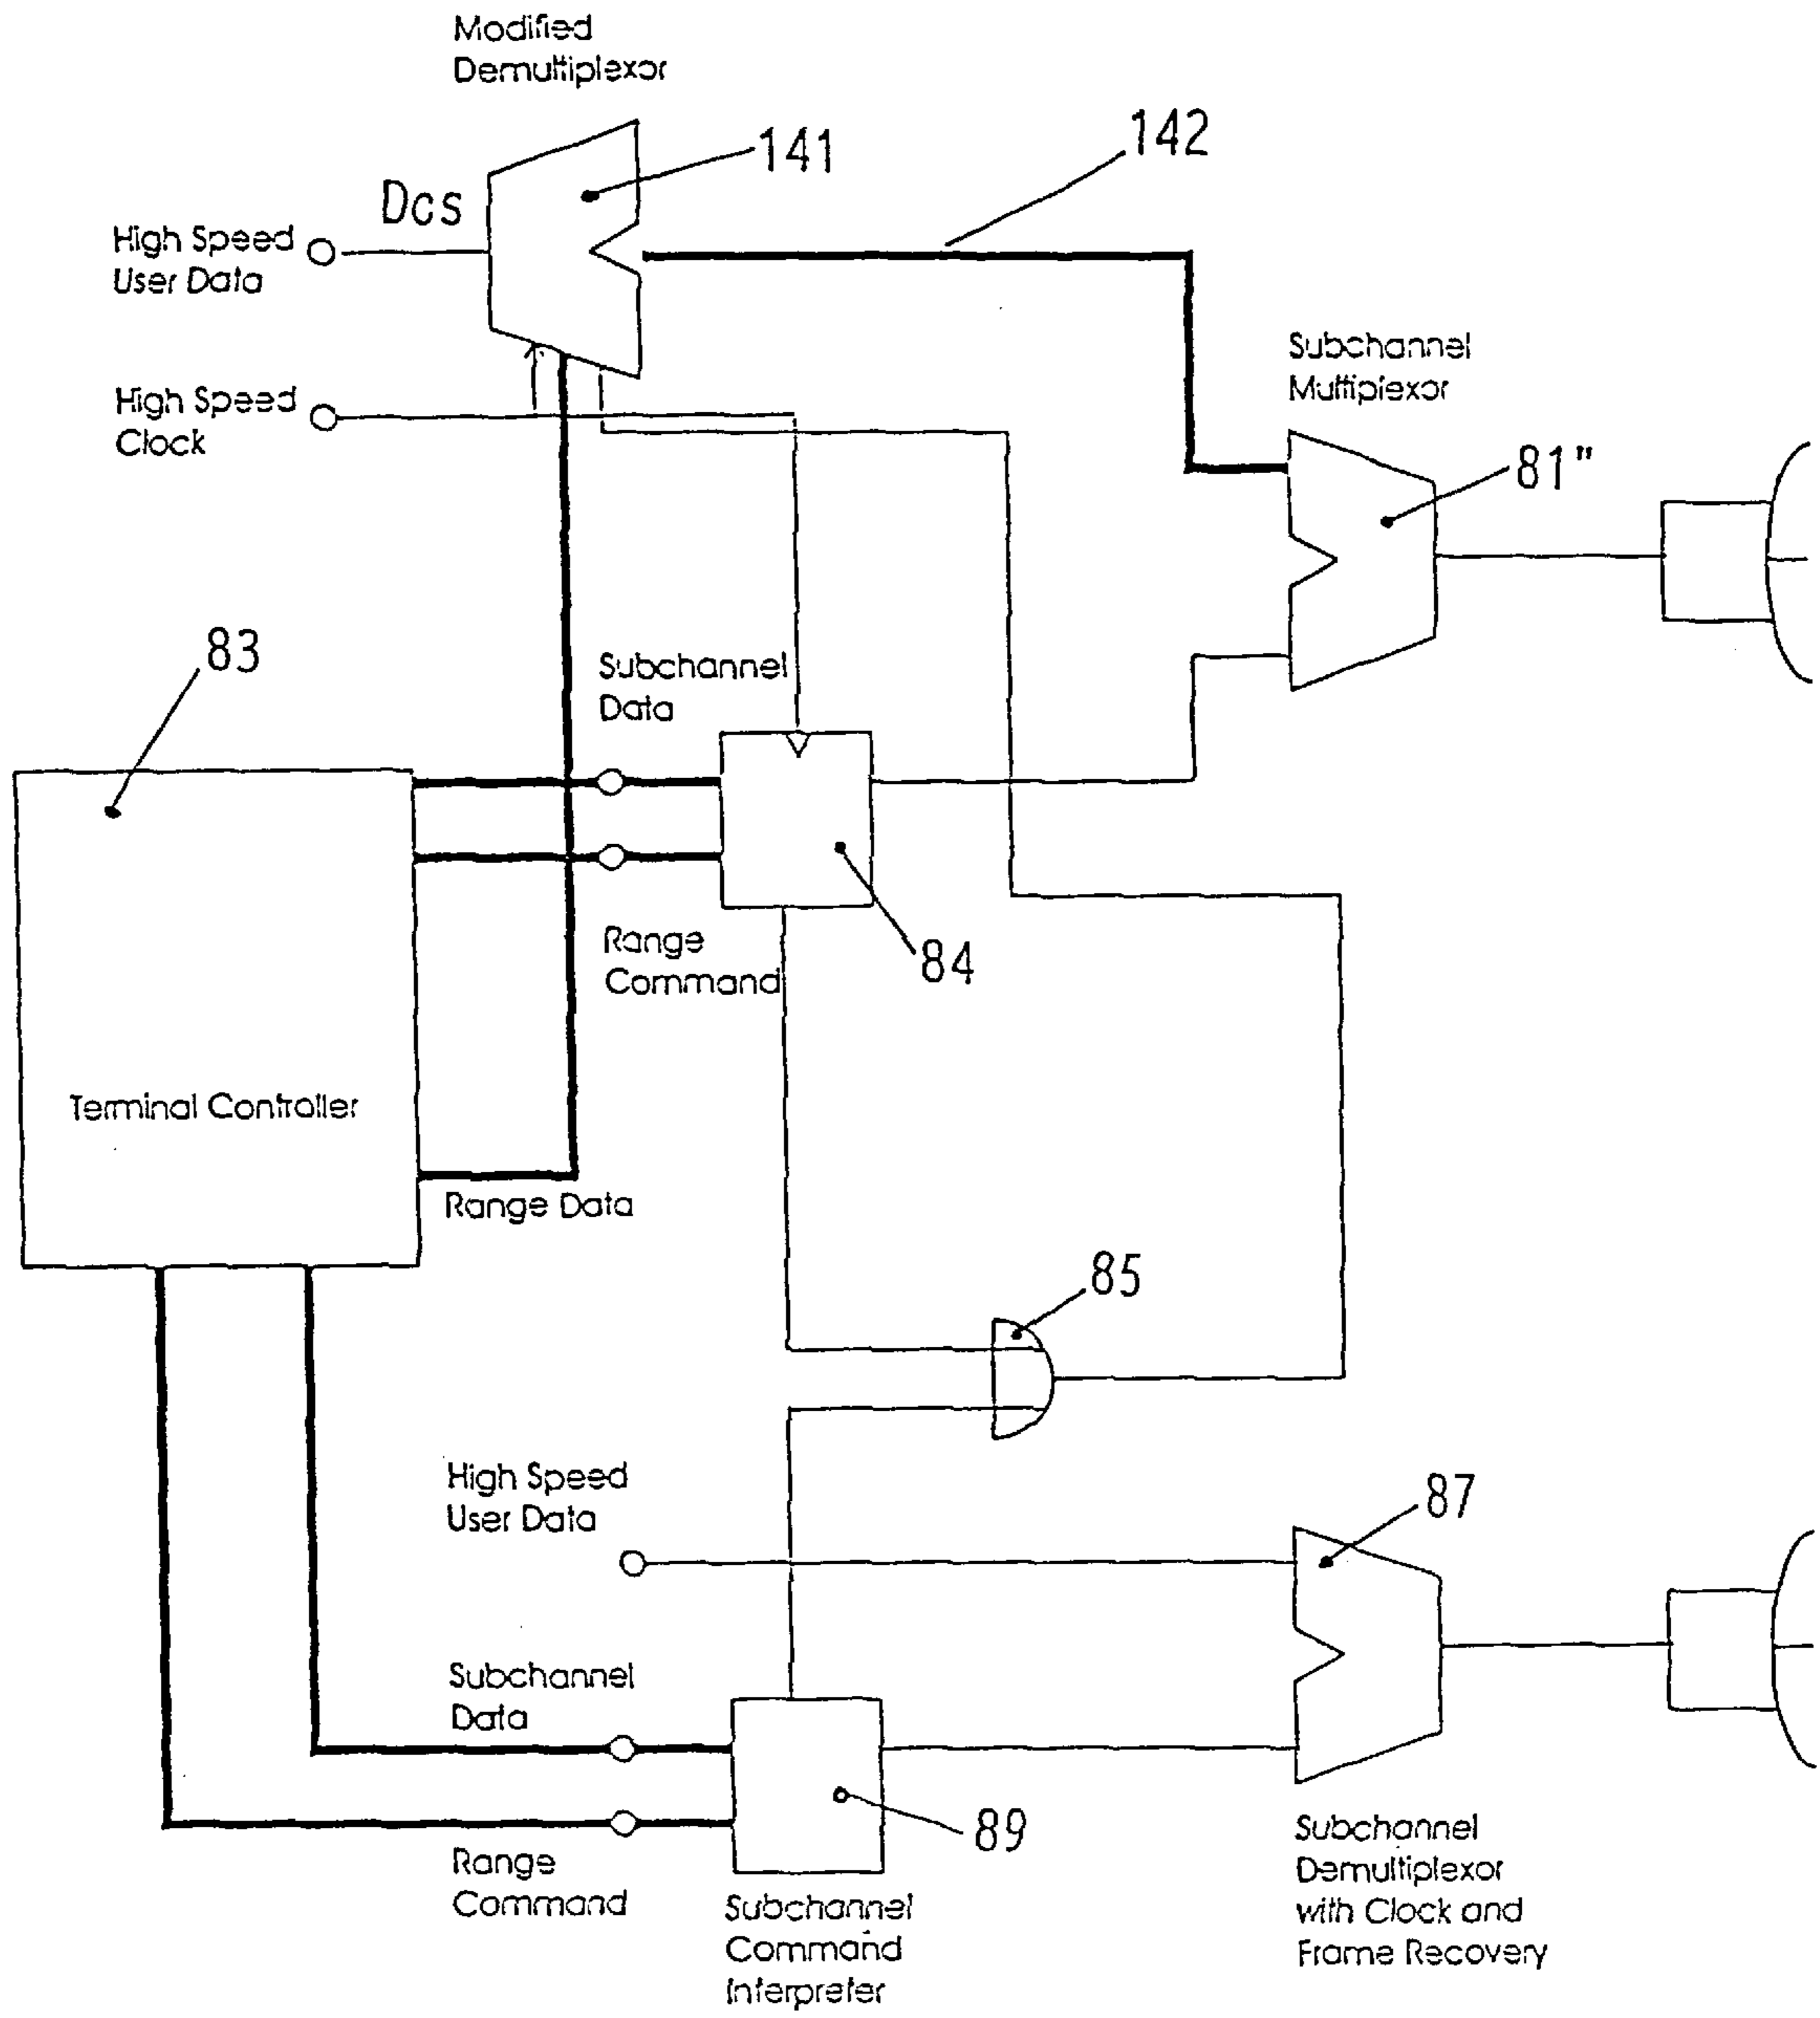 Modified
Demultiplexor
141
142
Dcs
High Speed
User Data
High Speed
Clock
Subchannel
Multiplexor
81"
83
Subchannel
Data
84
Range
Command
Terminal Controller
Range Data
85
High Speed
User Data
87
Subchannel
Data
89
Range
Command
Subchannel
Command
Interpreter
Subchannel
Demultiplexor
with Clock and
Frame Recovery